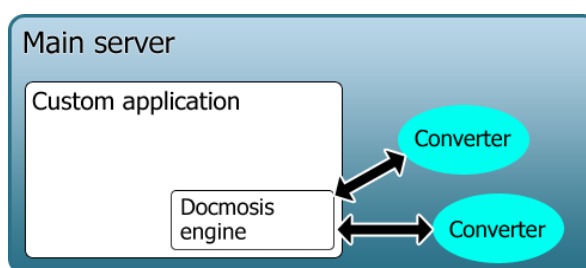 Main server
Custom application
Converter
Docmosis
engine
Converter